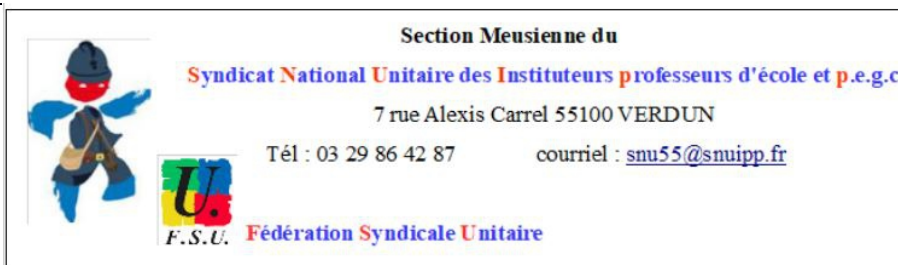 Section Meusienne du
Syndicat National Unitaire des Instituteurs professeurs d'école et p.e.g.c
7 rue Alexis Carrel 55100 VERDUN
Tél : 03 29 86 42 87 courriel : snu55@snuipp.fr
U.
F.S.U. Fédération Syndicale Unitaire